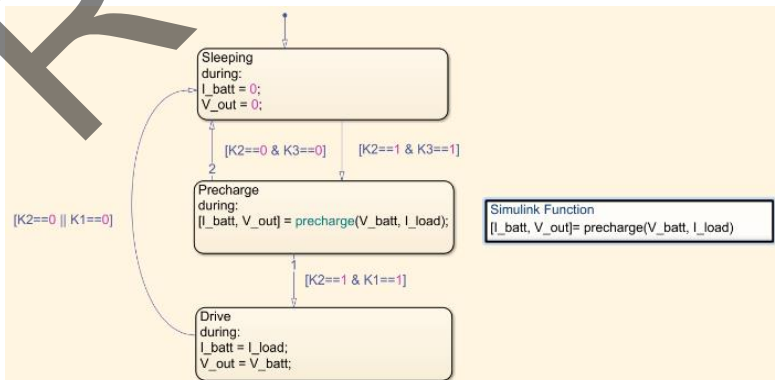 Sleeping
during:
I_batt = 0;
V_out = 0;
[K2==0 & K3==0]
[K2==1 & K3==1]
2
Precharge
during:
[I_batt, V_out] = precharge(V_batt, I_load);
[K2==0 || K1==0]
Simulink Function
[I_batt, V_out]= precharge(V_batt, I_load)
1
[K2==1 & K1==1]
Drive
during:
I_batt = I_load;
V_out = V_batt;